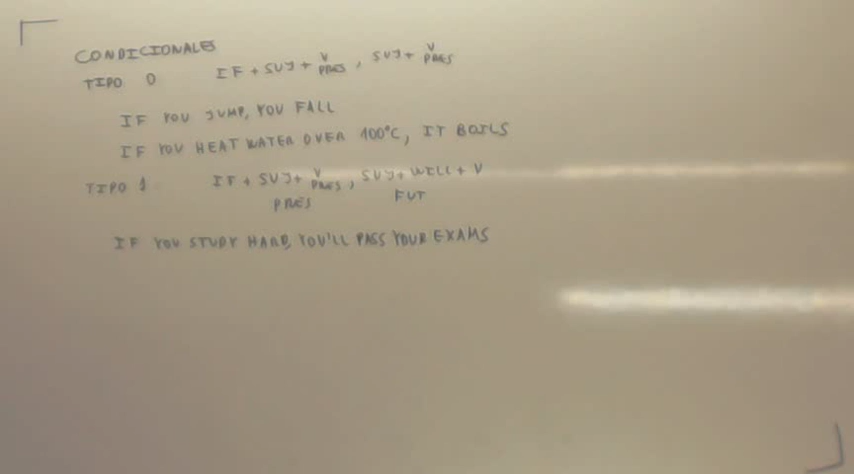 CONDICIONALES
TIPO 0 IF + SUJ + V PRES, SUJ + V PRES
IF YOU JUMP, YOU FALL
IF YOU HEAT WATER OVER 100°C, IT BOILS
TIPO 1 IF + SUJ + V PRES, SUJ + WILL + V
PRES FUT
IF YOU STUDY HARD, YOU'LL PASS YOUR EXAMS